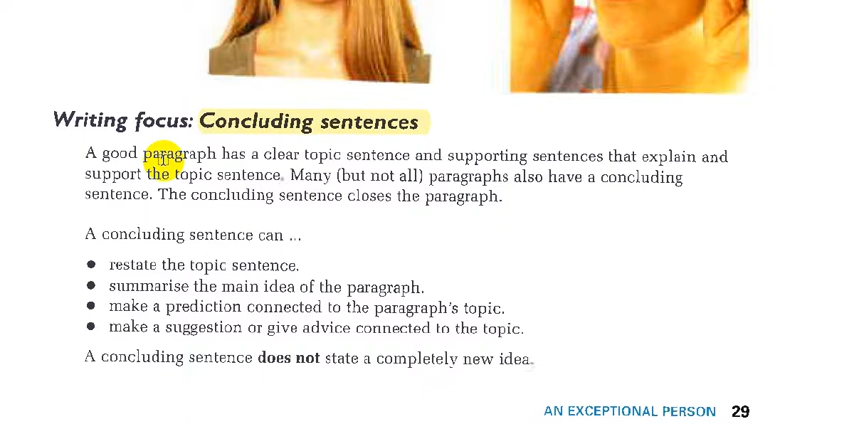 Writing focus: Concluding sentences
A good paragraph has a clear topic sentence and supporting sentences that explain and
support the topic sentence. Many (but not all) paragraphs also have a concluding
sentence. The concluding sentence closes the paragraph.
A concluding sentence can ...
• restate the topic sentence.
• summarise the main idea of the paragraph.
• make a prediction connected to the paragraph's topic.
• make a suggestion or give advice connected to the topic.
A concluding sentence does not state a completely new idea.
AN EXCEPTIONAL PERSON 29